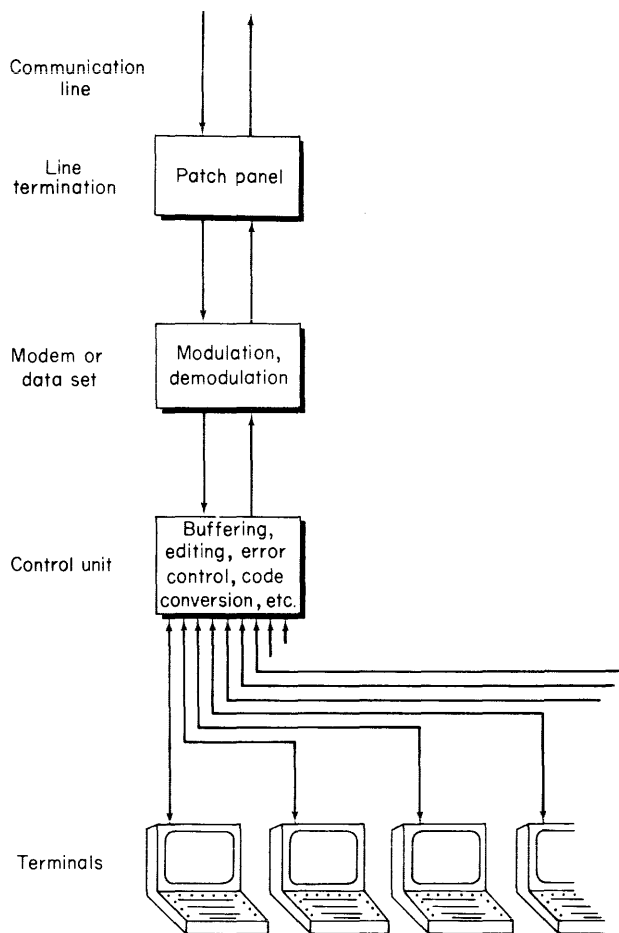 Communication
line
Line
termination
Patch panel
Modem or
data set
Modulation,
demodulation
Control unit
Buffering,
editing, error
control, code
conversion, etc.
Terminals